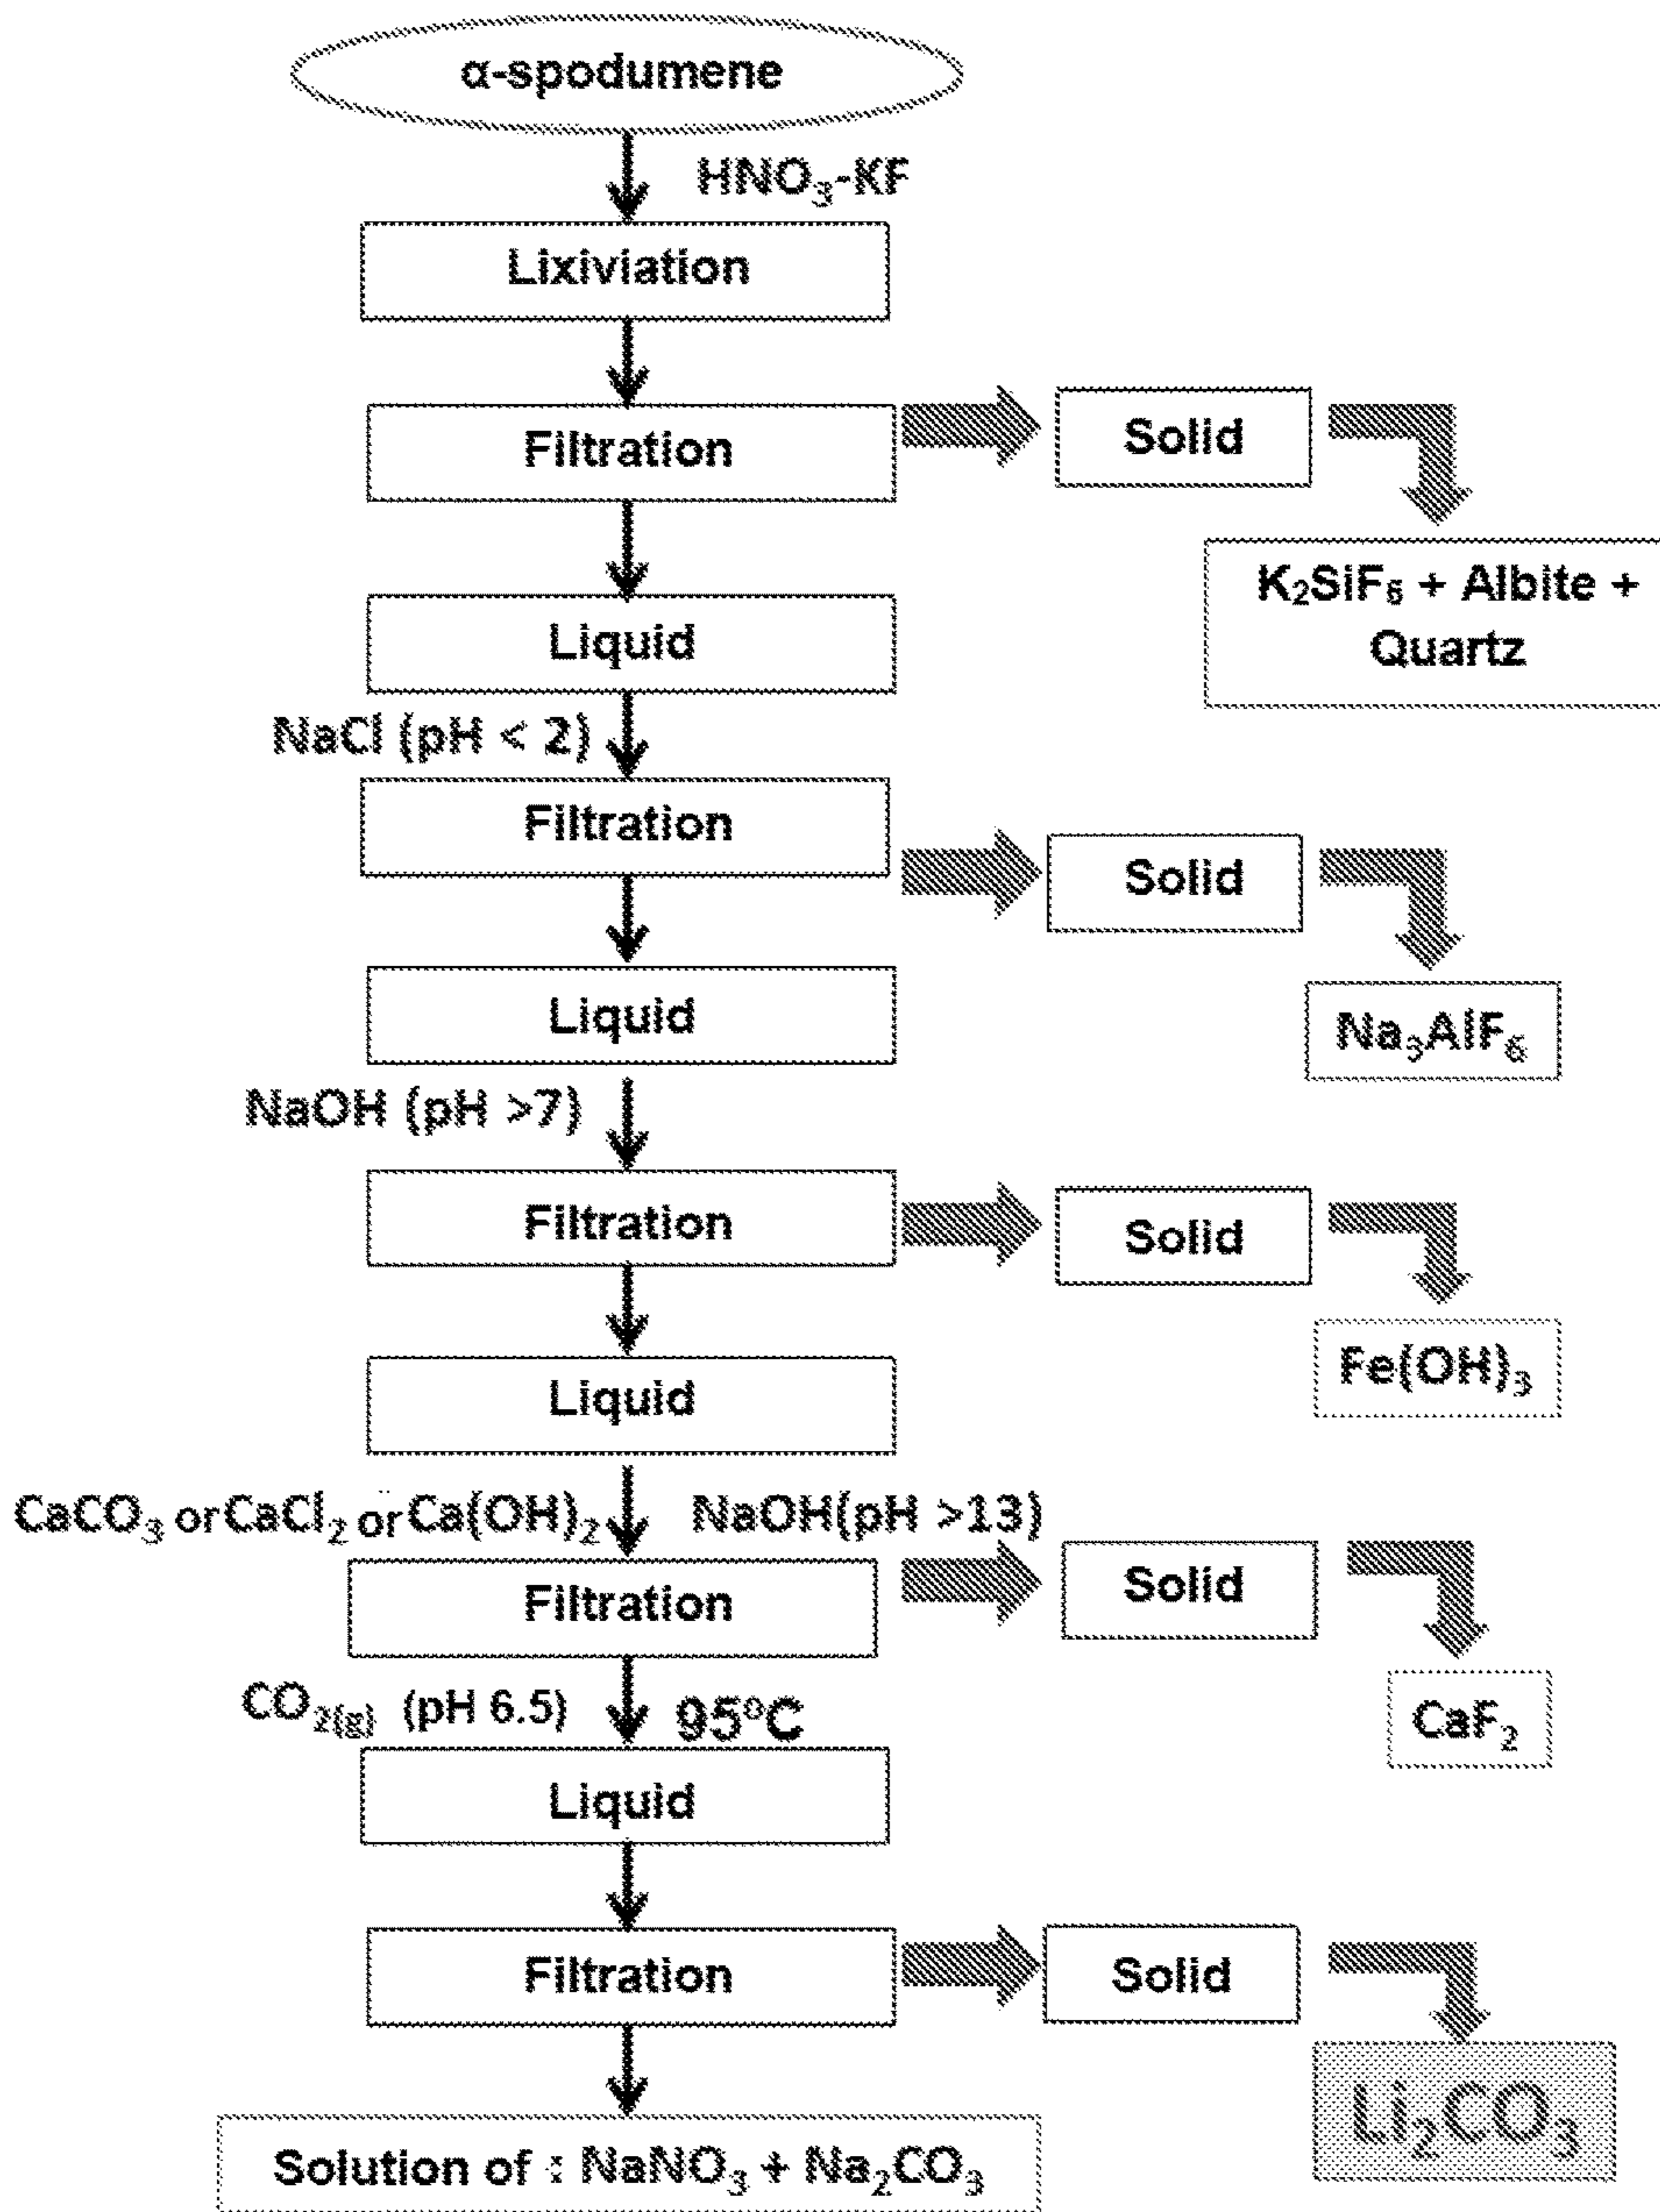 α-spodumene
HNO₃-KF
Lixiviation
Filtration
Solid
K₂SiF₆ + Albite +
Quartz
Liquid
NaCl (pH < 2)
Filtration
Solid
Na₃AlF₆
Liquid
NaOH (pH >7)
Filtration
Solid
Fe(OH)₃
Liquid
CaCO₃ or CaCl₂ or Ca(OH)₂
NaOH(pH >13)
Filtration
Solid
CaF₂
CO₂(g) (pH 6.5)
95°C
Liquid
Filtration
Solid
Li₂CO₃
Solution of : NaNO₃ + Na₂CO₃